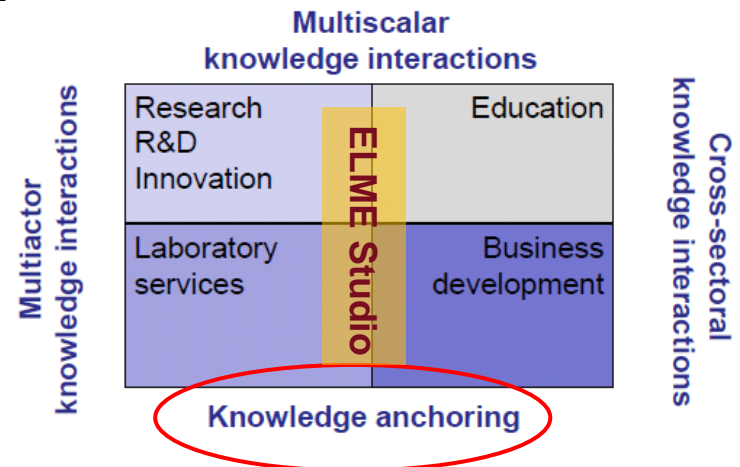 Multiscalar
knowledge interactions
Multiactor
knowledge interactions
Research
R&D
Innovation
Education
ELME Studio
Laboratory
services
Business
development
Cross-sectoral
knowledge interactions
Knowledge anchoring